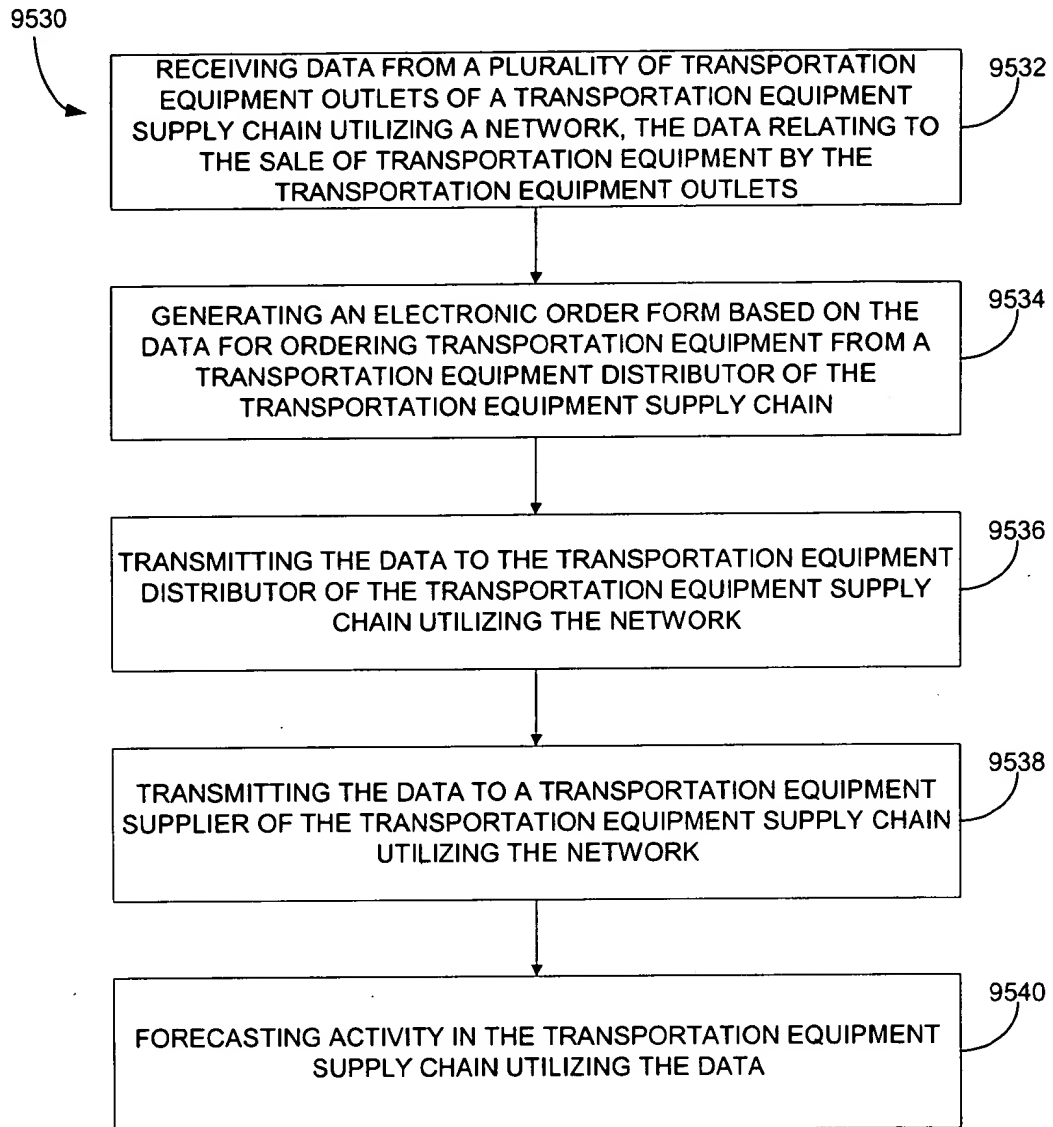 9530
RECEIVING DATA FROM A PLURALITY OF TRANSPORTATION
EQUIPMENT OUTLETS OF A TRANSPORTATION EQUIPMENT
SUPPLY CHAIN UTILIZING A NETWORK, THE DATA RELATING TO
THE SALE OF TRANSPORTATION EQUIPMENT BY THE
TRANSPORTATION EQUIPMENT OUTLETS
9532
GENERATING AN ELECTRONIC ORDER FORM BASED ON THE
DATA FOR ORDERING TRANSPORTATION EQUIPMENT FROM A
TRANSPORTATION EQUIPMENT DISTRIBUTOR OF THE
TRANSPORTATION EQUIPMENT SUPPLY CHAIN
9534
TRANSMITTING THE DATA TO THE TRANSPORTATION EQUIPMENT
DISTRIBUTOR OF THE TRANSPORTATION EQUIPMENT SUPPLY
CHAIN UTILIZING THE NETWORK
9536
TRANSMITTING THE DATA TO A TRANSPORTATION EQUIPMENT
SUPPLIER OF THE TRANSPORTATION EQUIPMENT SUPPLY CHAIN
UTILIZING THE NETWORK
9538
FORECASTING ACTIVITY IN THE TRANSPORTATION EQUIPMENT
SUPPLY CHAIN UTILIZING THE DATA
9540